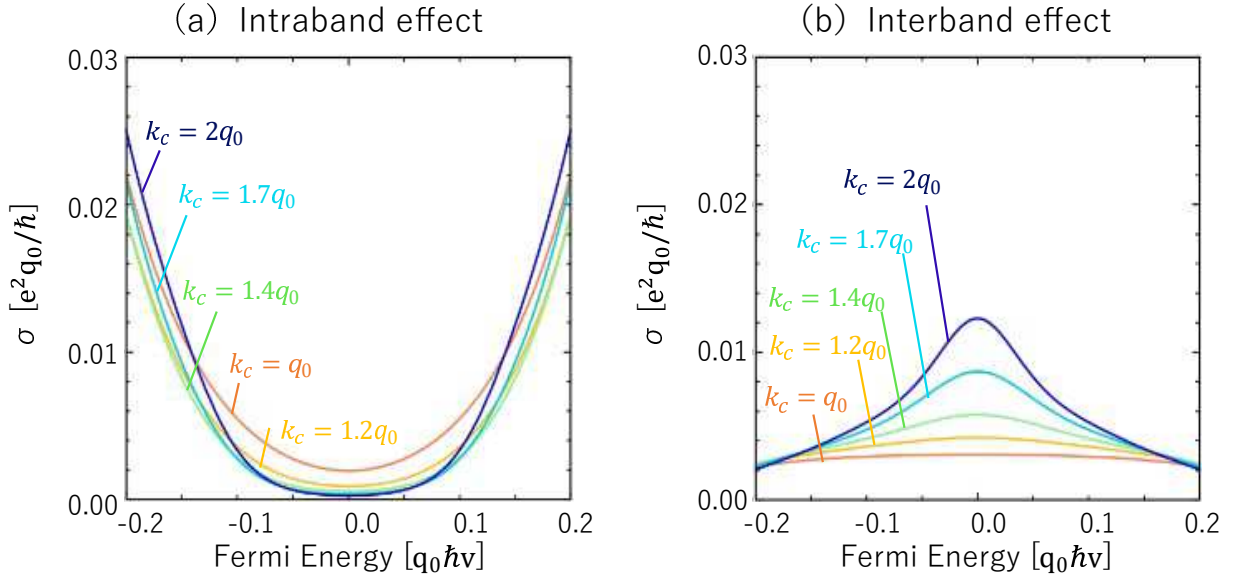 (a) Intraband effect
0.03
0.02
0.01
0.00
σ [e²q₀/ħ]
k_c = 2q₀
k_c = 1.7q₀
k_c = 1.4q₀
k_c = q₀
k_c = 1.2q₀
-0.2 -0.1 0.0 0.1 0.2
Fermi Energy [q₀ħv]
(b) Interband effect
0.03
0.02
0.01
0.00
σ [e²q₀/ħ]
k_c = 2q₀
k_c = 1.7q₀
k_c = 1.4q₀
k_c = 1.2q₀
k_c = q₀
-0.2 -0.1 0.0 0.1 0.2
Fermi Energy [q₀ħv]